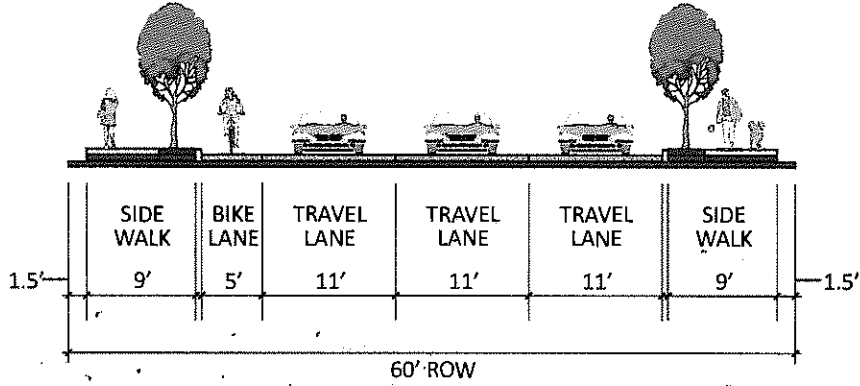 SIDE
WALK
BIKE
LANE
TRAVEL
LANE
TRAVEL
LANE
TRAVEL
LANE
SIDE
WALK
1.5' 9' 5' 11' 11' 11' 9' 1.5'
60' ROW